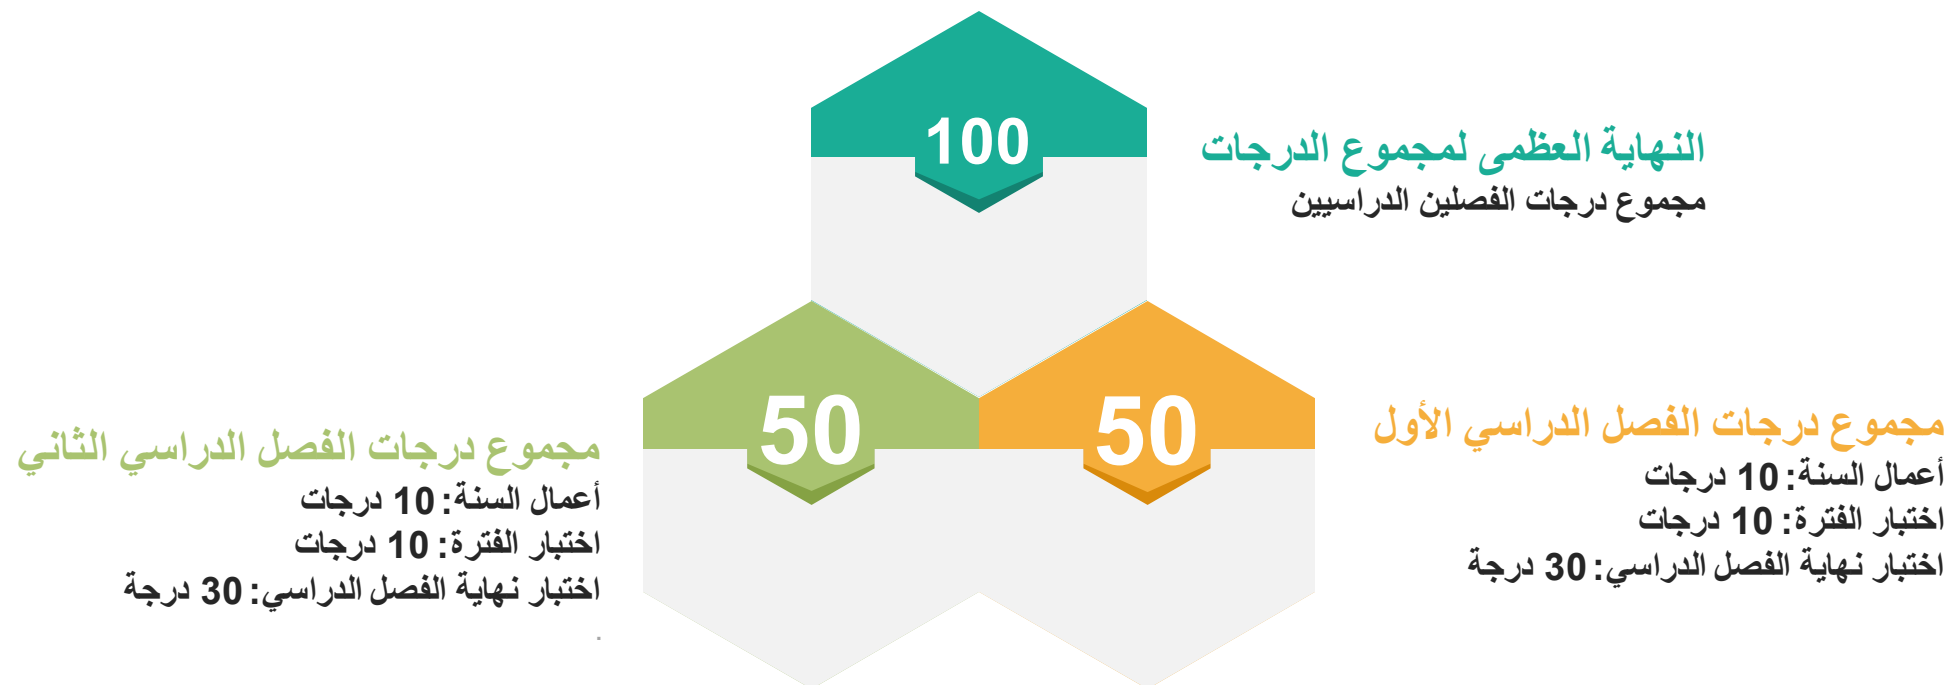 100
النهاية العظمى لمجموع الدرجات
مجموع درجات الفصلين الدراسيين
50
مجموع درجات الفصل الدراسي الأول
أعمال السنة: 10 درجات
اختبار الفترة: 10 درجات
اختبار نهاية الفصل الدراسي: 30 درجة
50
مجموع درجات الفصل الدراسي الثاني
أعمال السنة: 10 درجات
اختبار الفترة: 10 درجات
اختبار نهاية الفصل الدراسي: 30 درجة
.